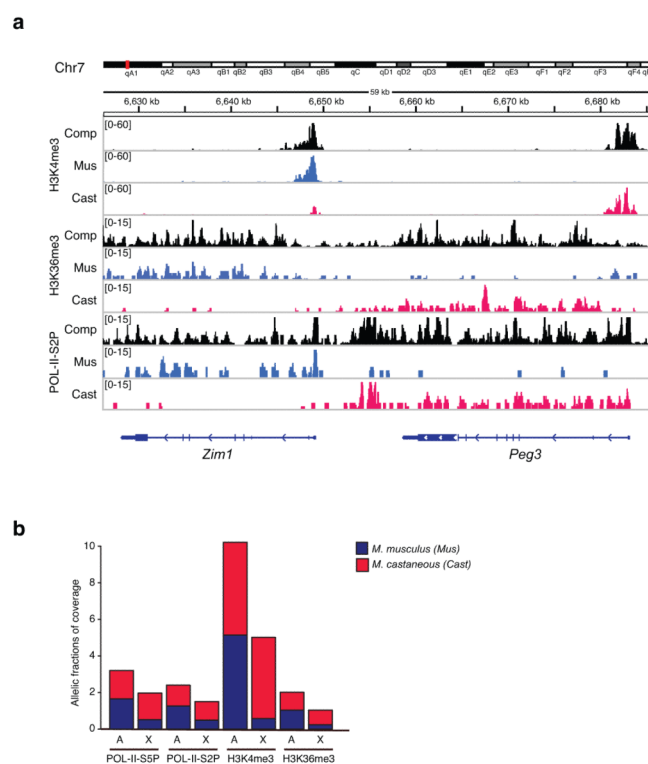 a
Chr7
qA1 qA2 qA3 qB1 qB2 qB3 qB4 qB5 qC qD1 qD2 qD3 qE1 qE2 qE3 qF1 qF2 qF3 qF4
59 kb
6,630 kb 6,640 kb 6,650 kb 6,660 kb 6,670 kb 6,680 kb
H3K4me3
Comp [0-60]
Mus [0-60]
Cast [0-60]
H3K36me3
Comp [0-15]
Mus [0-15]
Cast [0-15]
POL-II-S2P
Comp [0-15]
Mus [0-15]
Cast [0-15]
Zim1 Peg3
b
Allelic fractions of coverage
10
8
6
4
2
0
M. musculus (Mus)
M. castaneous (Cast)
A X A X A X A X
POL-II-S5P POL-II-S2P H3K4me3 H3K36me3